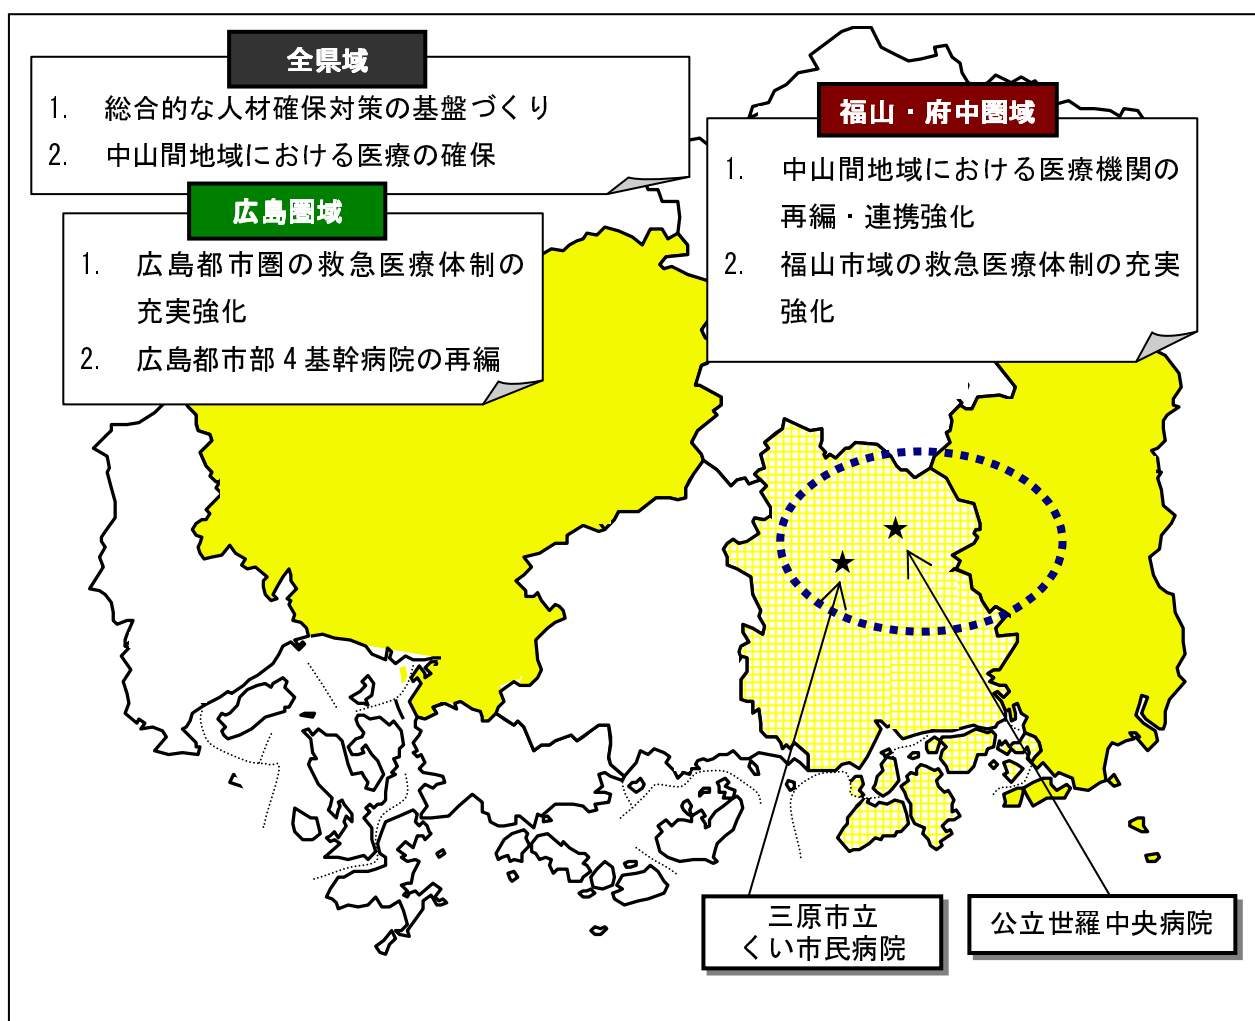 全県域
1. 総合的な人材確保対策の基盤づくり
2. 中山間地域における医療の確保
広島圏域
1. 広島都市圏の救急医療体制の
充実強化
2. 広島都市部4基幹病院の再編
福山・府中圏域
1. 中山間地域における医療機関の
再編・連携強化
2. 福山市域の救急医療体制の充実
強化
三原市立
くい市民病院
公立世羅中央病院